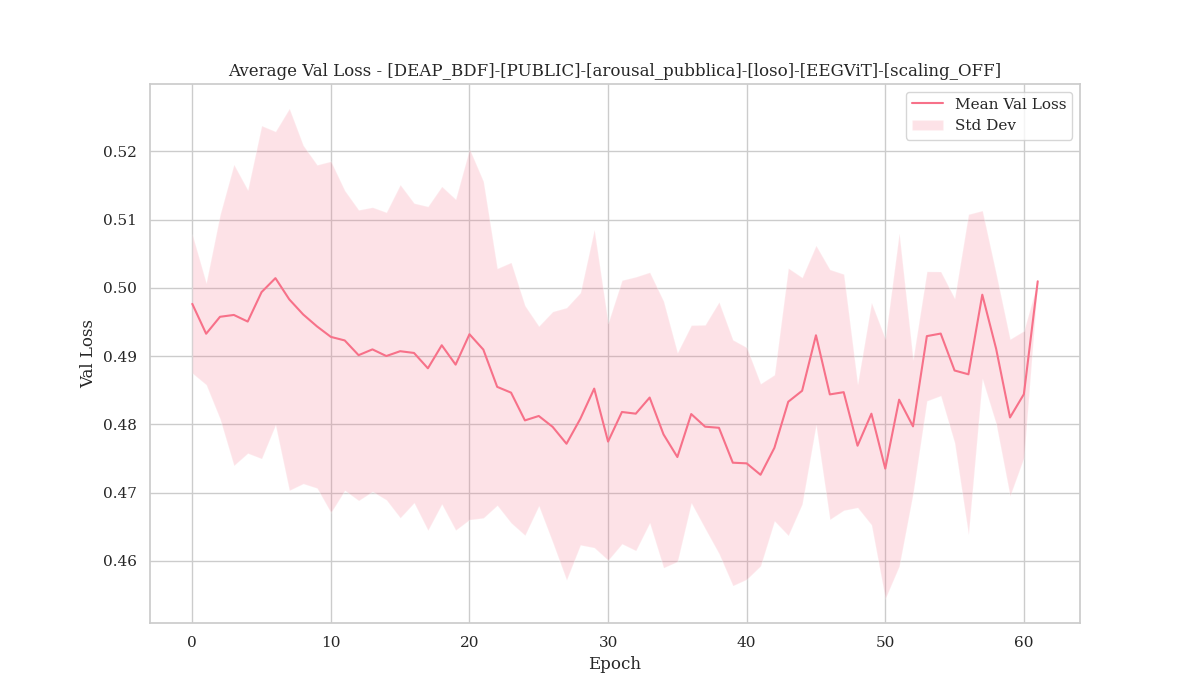 Average Val Loss - [DEAP_BDF]-[PUBLIC]-[arousal_pubblica]-[loso]-[EEGViT]-[scaling_OFF]
Mean Val Loss
Std Dev
0.52
0.51
0.50
0.49
0.48
0.47
0.46
Val Loss
0 10 20 30 40 50 60
Epoch